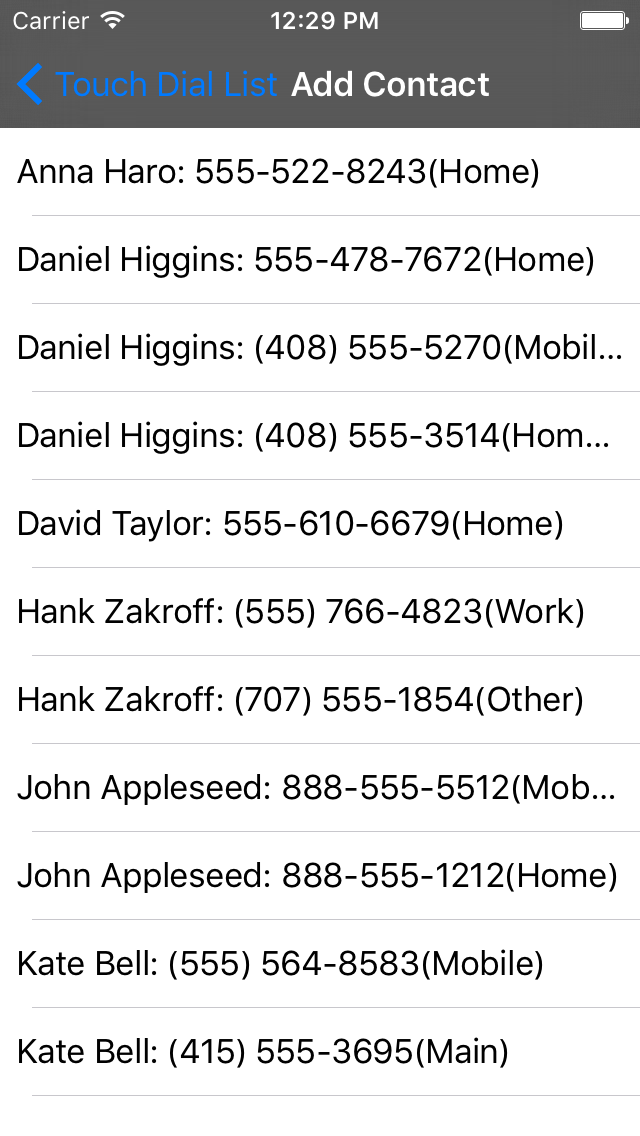 Carrier 12:29 PM
Touch Dial List Add Contact
Anna Haro: 555-522-8243(Home)
Daniel Higgins: 555-478-7672(Home)
Daniel Higgins: (408) 555-5270(Mobil...
Daniel Higgins: (408) 555-3514(Hom...
David Taylor: 555-610-6679(Home)
Hank Zakroff: (555) 766-4823(Work)
Hank Zakroff: (707) 555-1854(Other)
John Appleseed: 888-555-5512(Mob...
John Appleseed: 888-555-1212(Home)
Kate Bell: (555) 564-8583(Mobile)
Kate Bell: (415) 555-3695(Main)